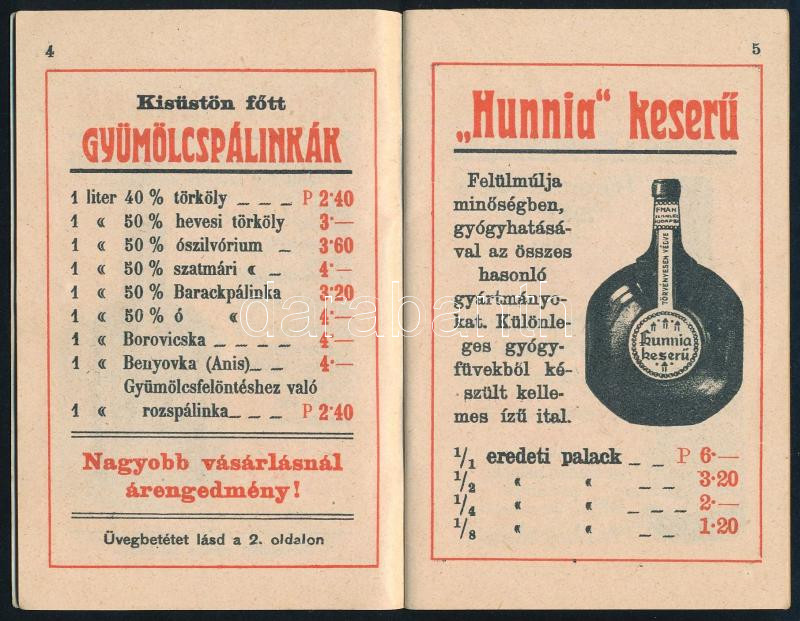 4
Kisüstön főtt
GYÜMÖLCSPÁLINKÁK
1 liter 40 % törköly _ _ _ P 2·40
1 « 50 % hevesi törköly 3·—
1 « 50 % ószilvórium _ 3·60
1 « 50 % szatmári « _ 4·—
1 « 50 % Barackpálinka 3·20
1 « 50 % ó « 4·—
1 « Borovicska _ _ _ _ 4·—
1 « Benyovka (Anis)_ _ 4·—
Gyümölcsfelöntéshez való
1 « rozspálinka_ _ _ P 2·40
Nagyobb vásárlásnál
árengedmény!
Üvegbetétet lásd a 2. oldalon
5
„Hunnia“ keserű
Felülmúlja
minőségben,
gyógyhatásá-
val az összes
hasonló
gyártmányo-
kat. Különle-
ges gyógy-
füvekből ké-
szült kelle-
mes ízű ital.
TÖRVÉNYESEN VÉDVE
Hunnia
keserű
1/1 eredeti palack _ _ P 6·—
1/2 « « _ _ 3·20
1/4 « « _ _ _ 2·—
1/8 « « _ _ 1·20
darabanth